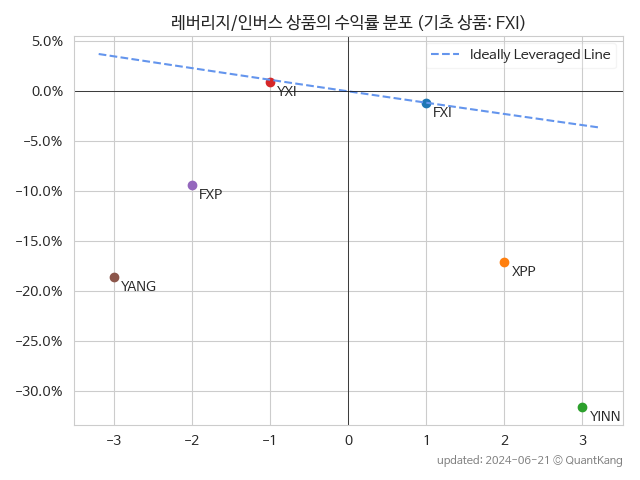 레버리지/인버스 상품의 수익률 분포 (기초 상품: FXI)
5.0%
0.0%
−5.0%
−10.0%
−15.0%
−20.0%
−25.0%
−30.0%
Ideally Leveraged Line
YXI
FXI
FXP
XPP
YANG
YINN
−3 −2 −1 0 1 2 3
updated: 2024-06-21 © QuantKang